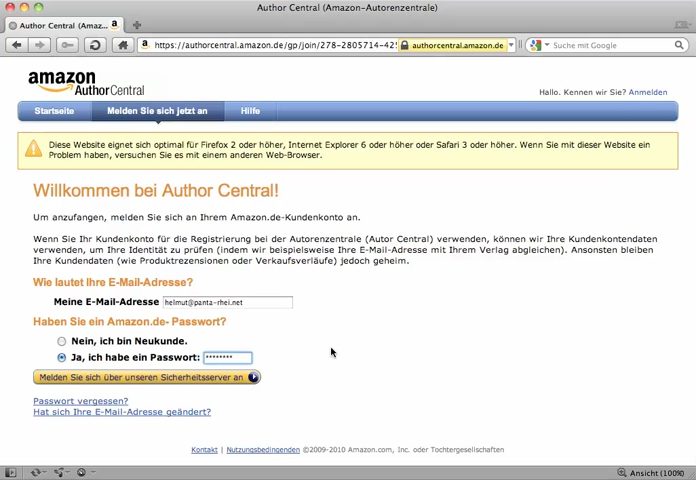 Author Central (Amazon-Autorenzentrale)
Author Central (Amaz...
https://authorcentral.amazon.de/gp/join/278-2805714-42
authorcentral.amazon.de
Suche mit Google
amazon
AuthorCentral
Hallo. Kennen wir Sie? Anmelden
Startseite Melden Sie sich jetzt an Hilfe
Diese Website eignet sich optimal für Firefox 2 oder höher, Internet Explorer 6 oder höher oder Safari 3 oder höher. Wenn Sie mit dieser Website ein
Problem haben, versuchen Sie es mit einem anderen Web-Browser.
Willkommen bei Author Central!
Um anzufangen, melden Sie sich an Ihrem Amazon.de-Kundenkonto an.
Wenn Sie Ihr Kundenkonto für die Registrierung bei der Autorenzentrale (Autor Central) verwenden, können wir Ihre Kundenkontendaten
verwenden, um Ihre Identität zu prüfen (indem wir beispielsweise Ihre E-Mail-Adresse mit Ihrem Verlag abgleichen). Ansonsten bleiben
Ihre Kundendaten (wie Produktrezensionen oder Verkaufsverläufe) jedoch geheim.
Wie lautet Ihre E-Mail-Adresse?
Meine E-Mail-Adresse helmut@panta-rhei.net
Haben Sie ein Amazon.de- Passwort?
Nein, ich bin Neukunde.
Ja, ich habe ein Passwort: ********
Melden Sie sich über unseren Sicherheitsserver an
Passwort vergessen?
Hat sich Ihre E-Mail-Adresse geändert?
Kontakt | Nutzungsbedingenden ©2009-2010 Amazon.com, Inc. oder Tochtergesellschaften
Ansicht (100%)